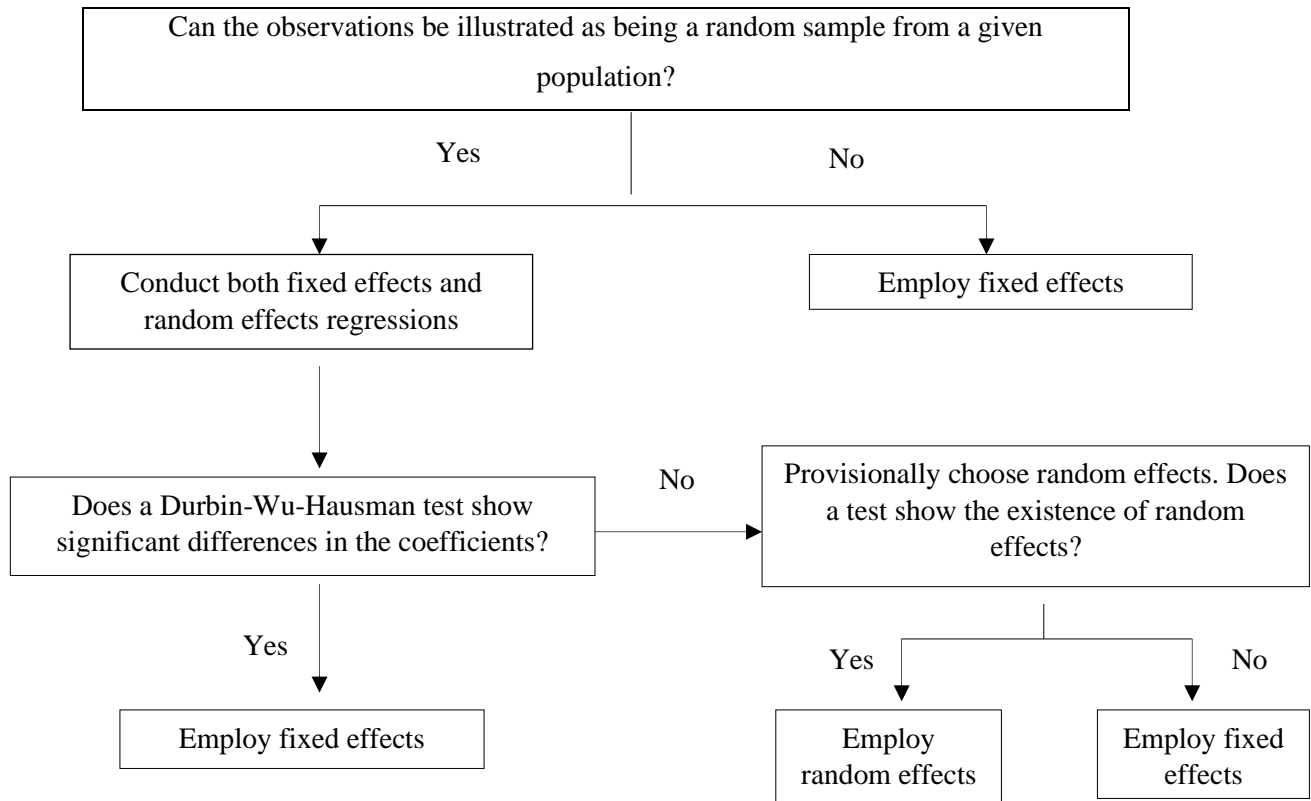 Can the observations be illustrated as being a random sample from a given
population?
Yes
No
Conduct both fixed effects and
random effects regressions
Employ fixed effects
Does a Durbin-Wu-Hausman test show
significant differences in the coefficients?
No
Provisionally choose random effects. Does
a test show the existence of random
effects?
Yes
Employ fixed effects
Yes
No
Employ
random effects
Employ fixed
effects